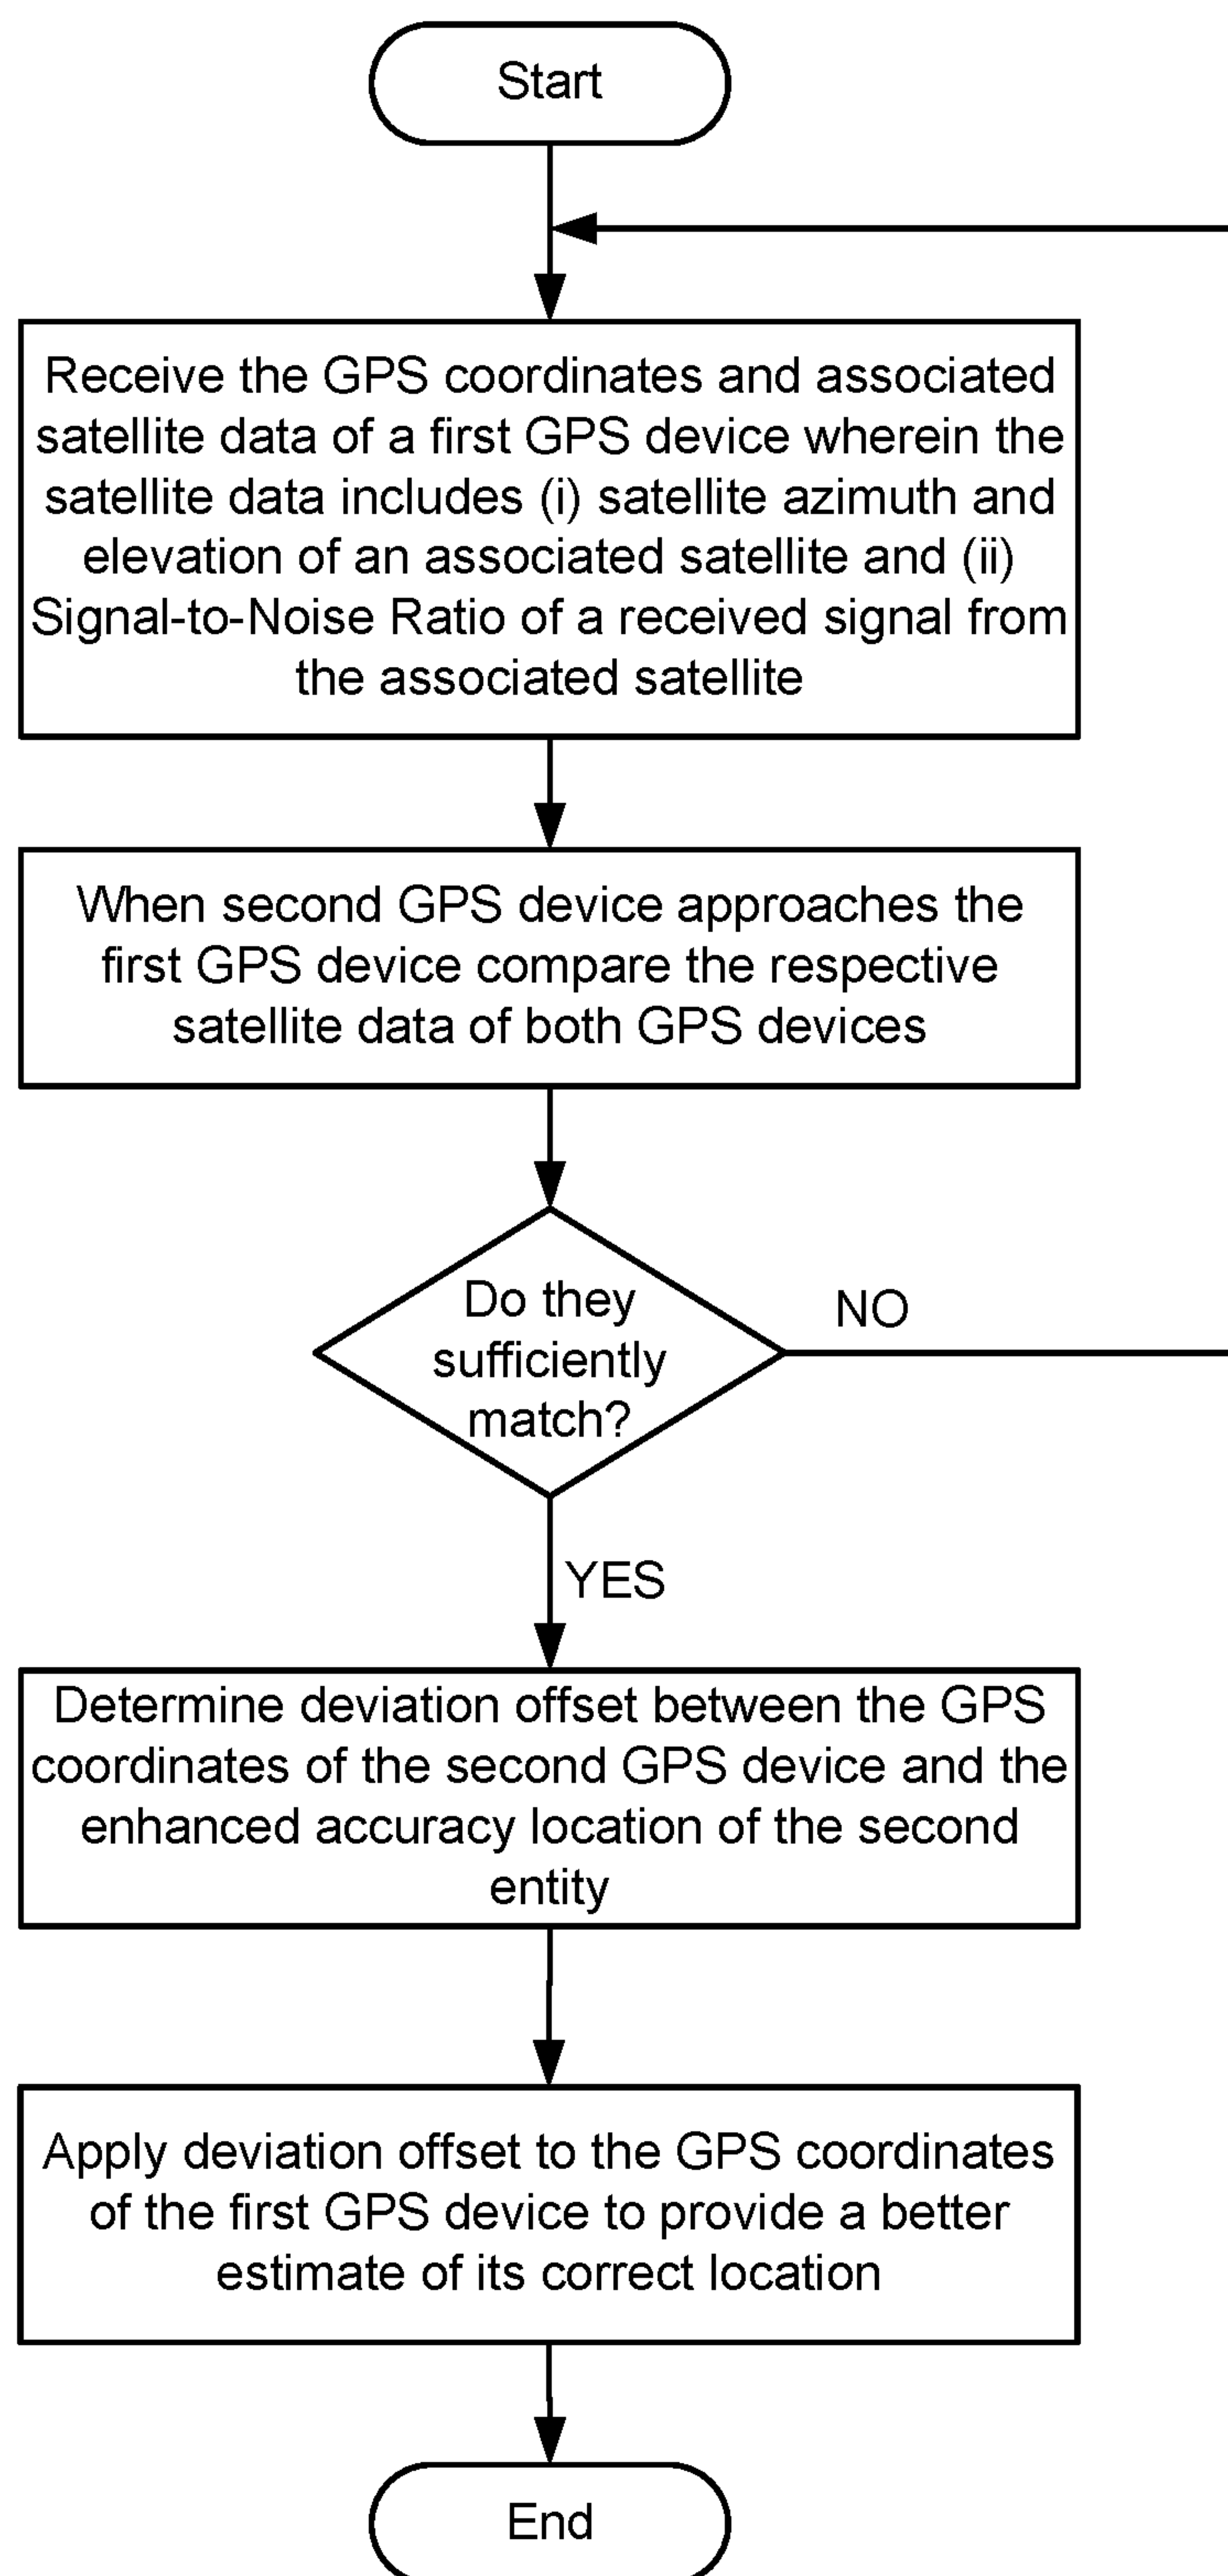 Start
Receive the GPS coordinates and associated
satellite data of a first GPS device wherein the
satellite data includes (i) satellite azimuth and
elevation of an associated satellite and (ii)
Signal-to-Noise Ratio of a received signal from
the associated satellite
When second GPS device approaches the
first GPS device compare the respective
satellite data of both GPS devices
Do they
sufficiently
match?
NO
YES
Determine deviation offset between the GPS
coordinates of the second GPS device and the
enhanced accuracy location of the second
entity
Apply deviation offset to the GPS coordinates
of the first GPS device to provide a better
estimate of its correct location
End